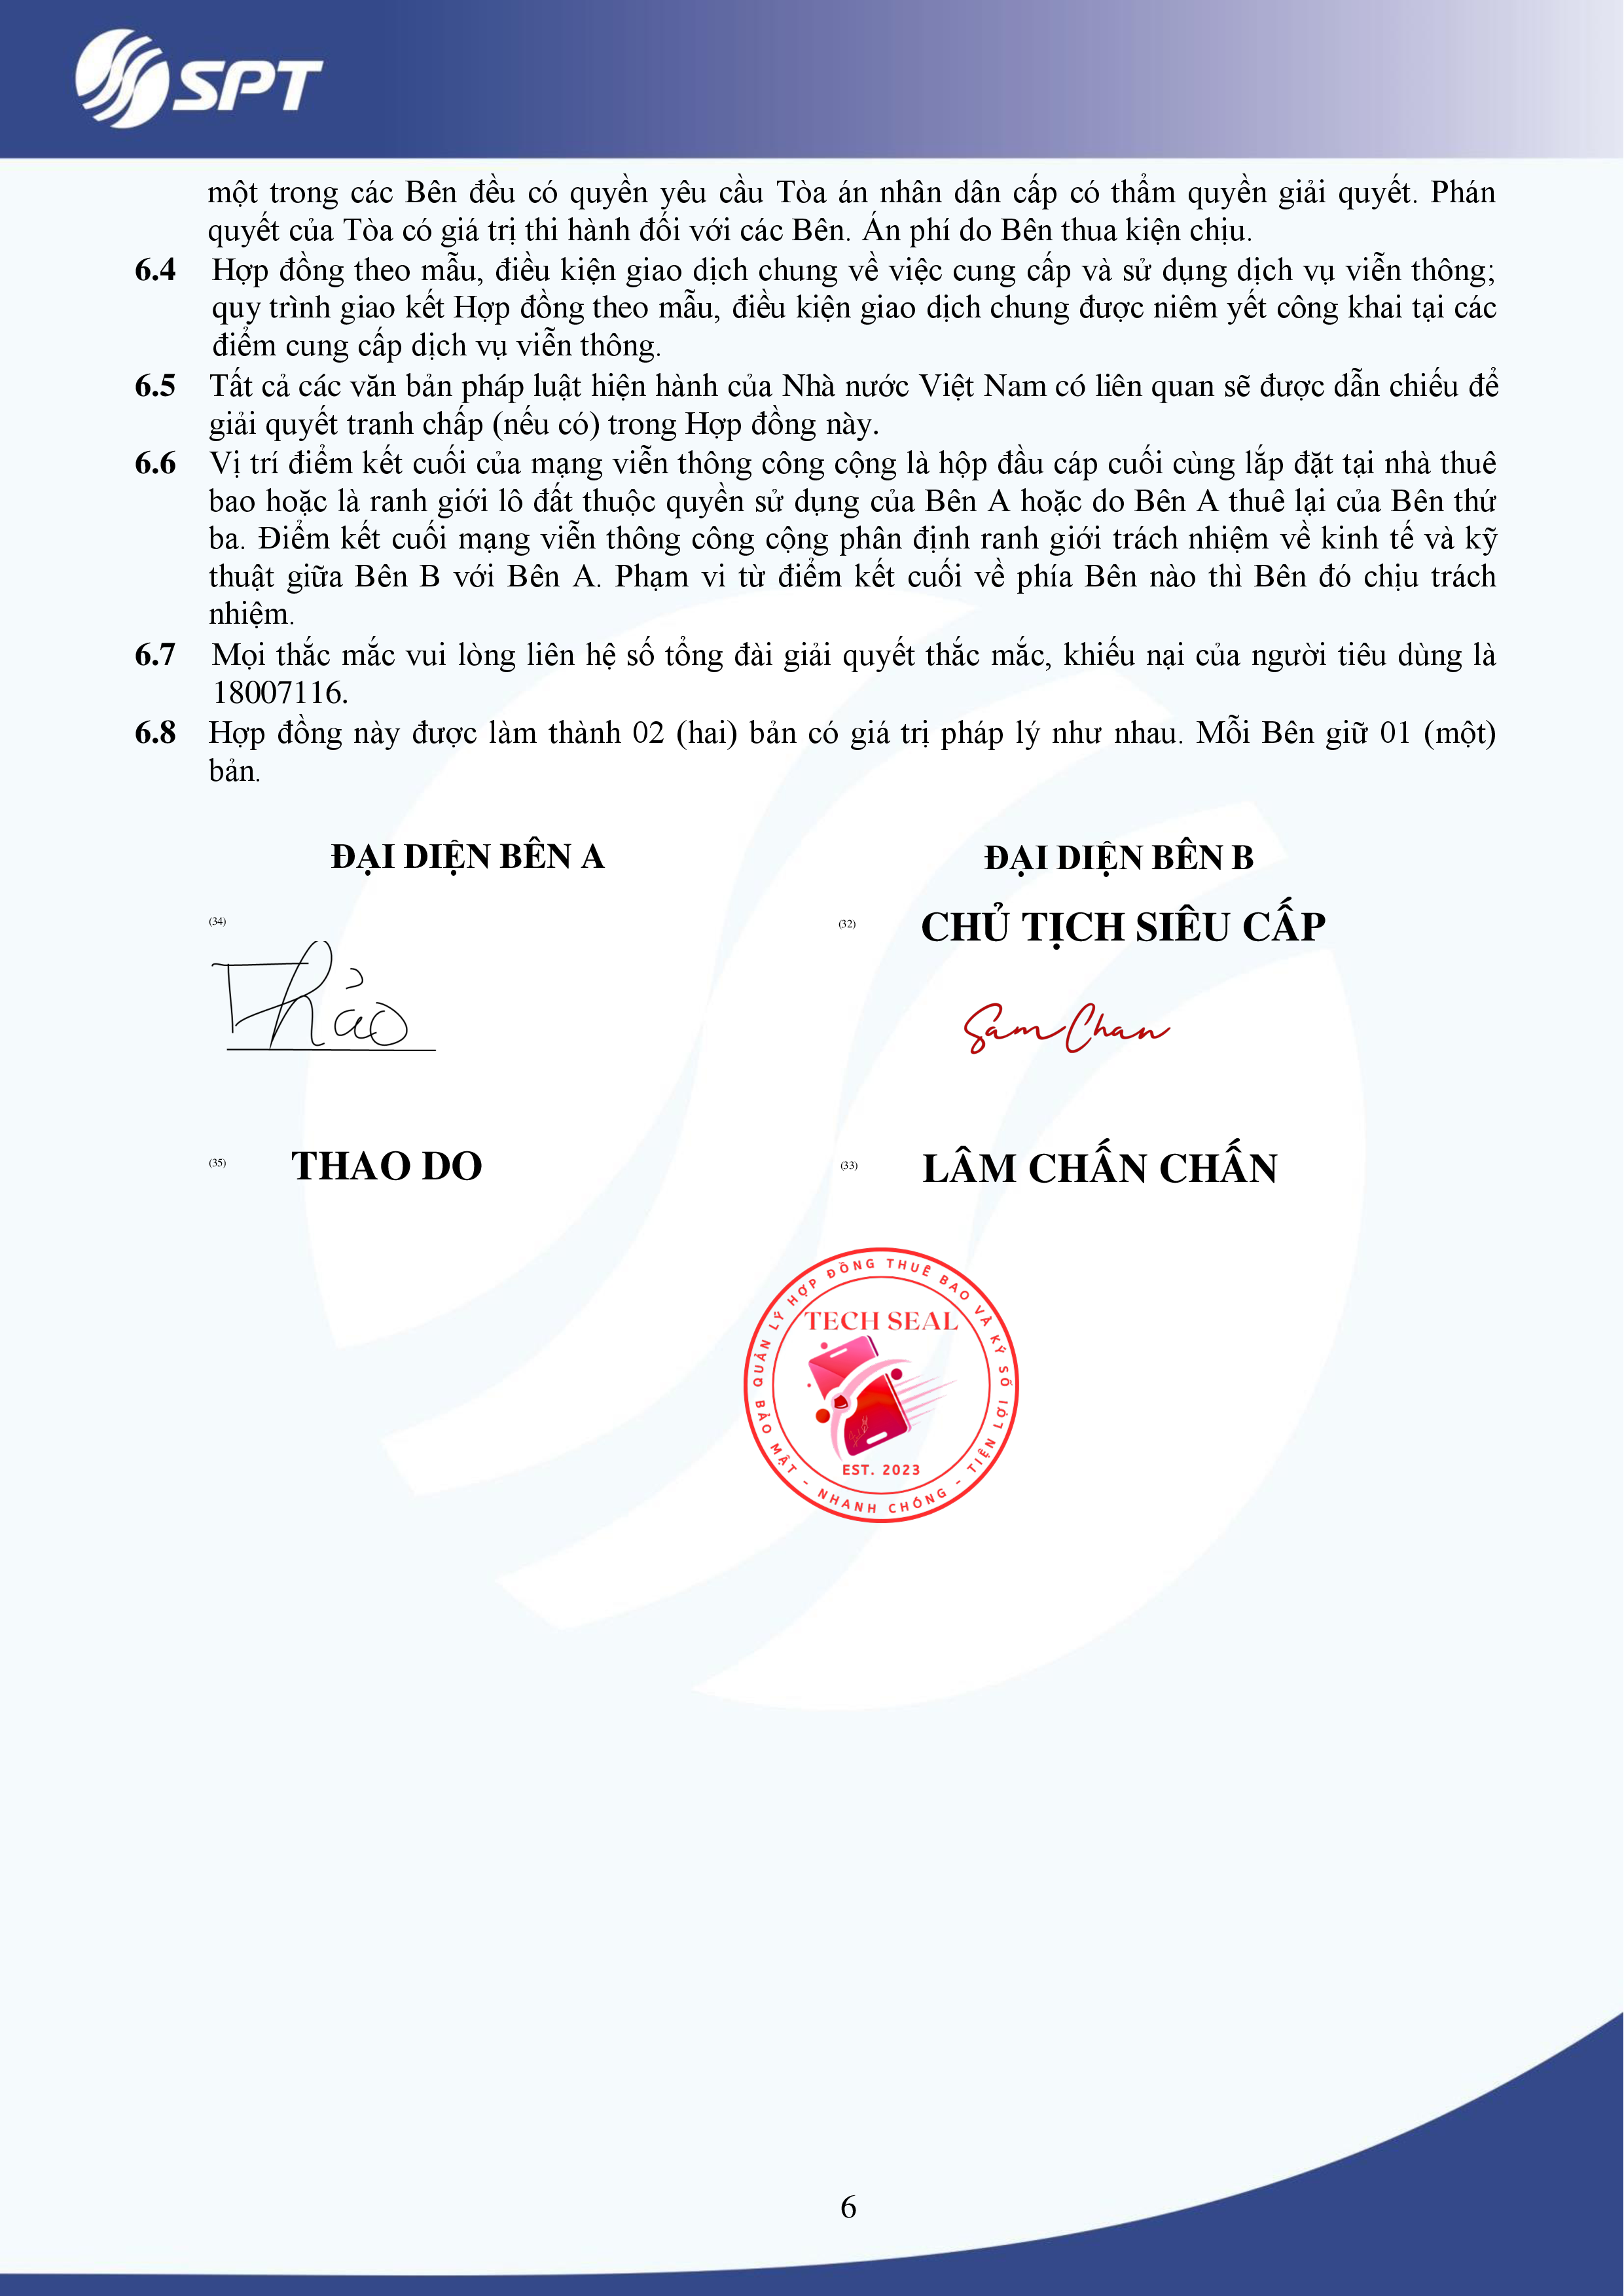 SPT
một trong các Bên đều có quyền yêu cầu Tòa án nhân dân cấp có thẩm quyền giải quyết. Phán
quyết của Tòa có giá trị thi hành đối với các Bên. Án phí do Bên thua kiện chịu.
6.4 Hợp đồng theo mẫu, điều kiện giao dịch chung về việc cung cấp và sử dụng dịch vụ viễn thông;
quy trình giao kết Hợp đồng theo mẫu, điều kiện giao dịch chung được niêm yết công khai tại các
điểm cung cấp dịch vụ viễn thông.
6.5 Tất cả các văn bản pháp luật hiện hành của Nhà nước Việt Nam có liên quan sẽ được dẫn chiếu để
giải quyết tranh chấp (nếu có) trong Hợp đồng này.
6.6 Vị trí điểm kết cuối của mạng viễn thông công cộng là hộp đầu cáp cuối cùng lắp đặt tại nhà thuê
bao hoặc là ranh giới lô đất thuộc quyền sử dụng của Bên A hoặc do Bên A thuê lại của Bên thứ
ba. Điểm kết cuối mạng viễn thông công cộng phân định ranh giới trách nhiệm về kinh tế và kỹ
thuật giữa Bên B với Bên A. Phạm vi từ điểm kết cuối về phía Bên nào thì Bên đó chịu trách
nhiệm.
6.7 Mọi thắc mắc vui lòng liên hệ số tổng đài giải quyết thắc mắc, khiếu nại của người tiêu dùng là
18007116.
6.8 Hợp đồng này được làm thành 02 (hai) bản có giá trị pháp lý như nhau. Mỗi Bên giữ 01 (một)
bản.
ĐẠI DIỆN BÊN A ĐẠI DIỆN BÊN B
(34) (32) CHỦ TỊCH SIÊU CẤP
Thảo Sam Chan
(35) THAO DO (33) LÂM CHẤN CHẤN
QUẢN LÝ HỢP ĐỒNG THUÊ BAO VÀ KÝ SỐ
TECH SEAL
EST. 2023
BẢO MẬT - NHANH CHÓNG - TIỆN LỢI
6